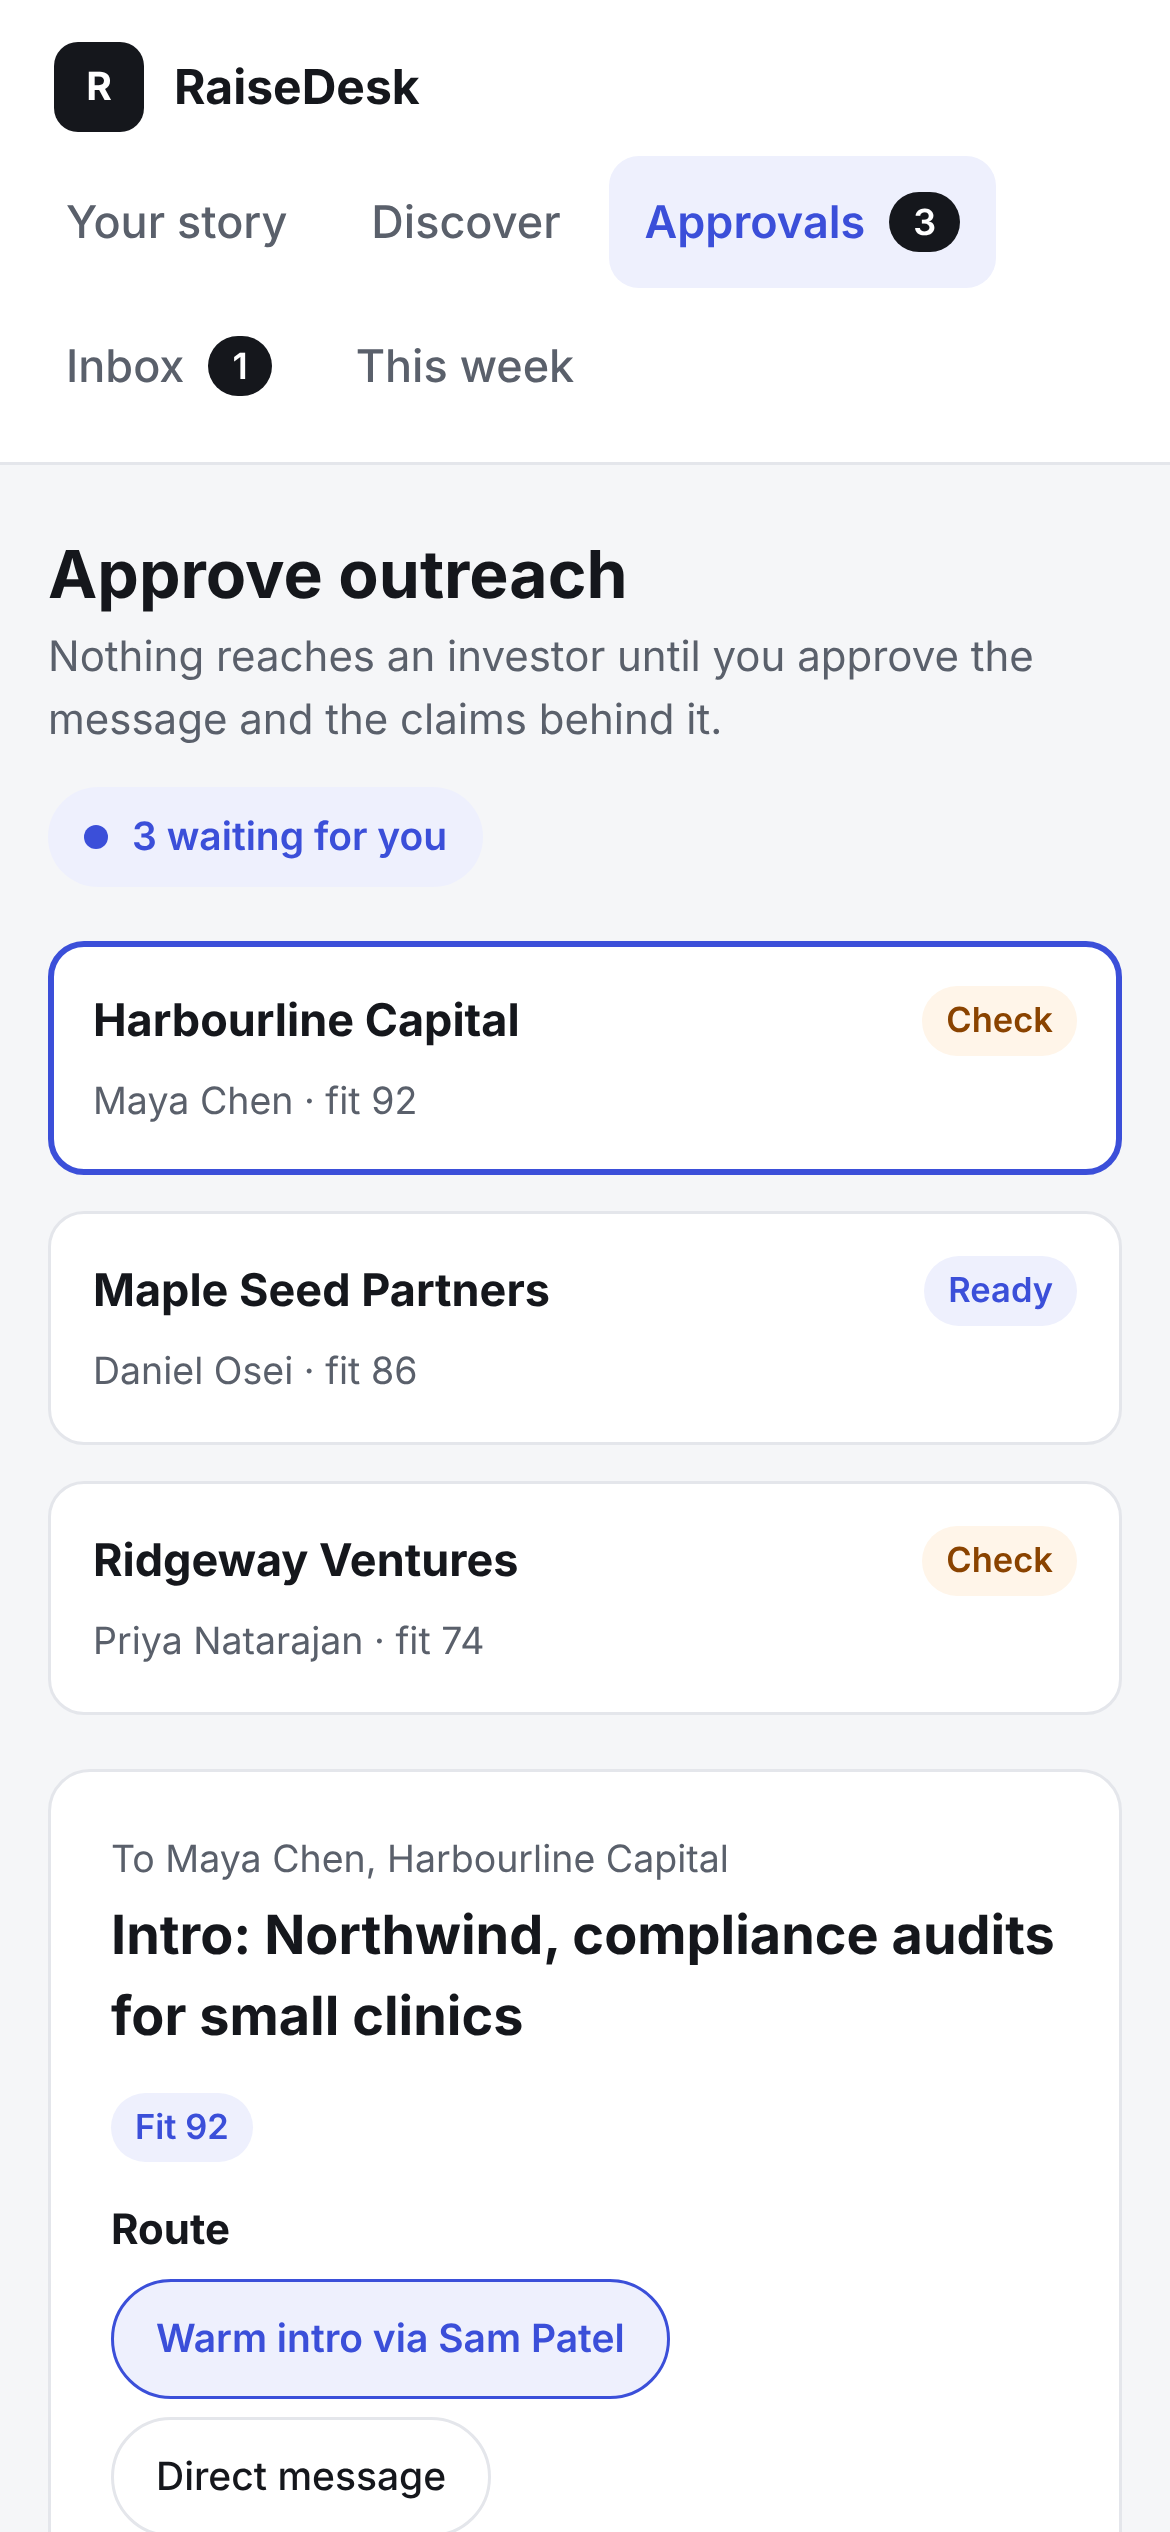 R
RaiseDesk
Your story
Discover
Approvals 3
Inbox 1
This week
Approve outreach
Nothing reaches an investor until you approve the
message and the claims behind it.
3 waiting for you
Harbourline Capital
Check
Maya Chen · fit 92
Maple Seed Partners
Ready
Daniel Osei · fit 86
Ridgeway Ventures
Check
Priya Natarajan · fit 74
To Maya Chen, Harbourline Capital
Intro: Northwind, compliance audits
for small clinics
Fit 92
Route
Warm intro via Sam Patel
Direct message